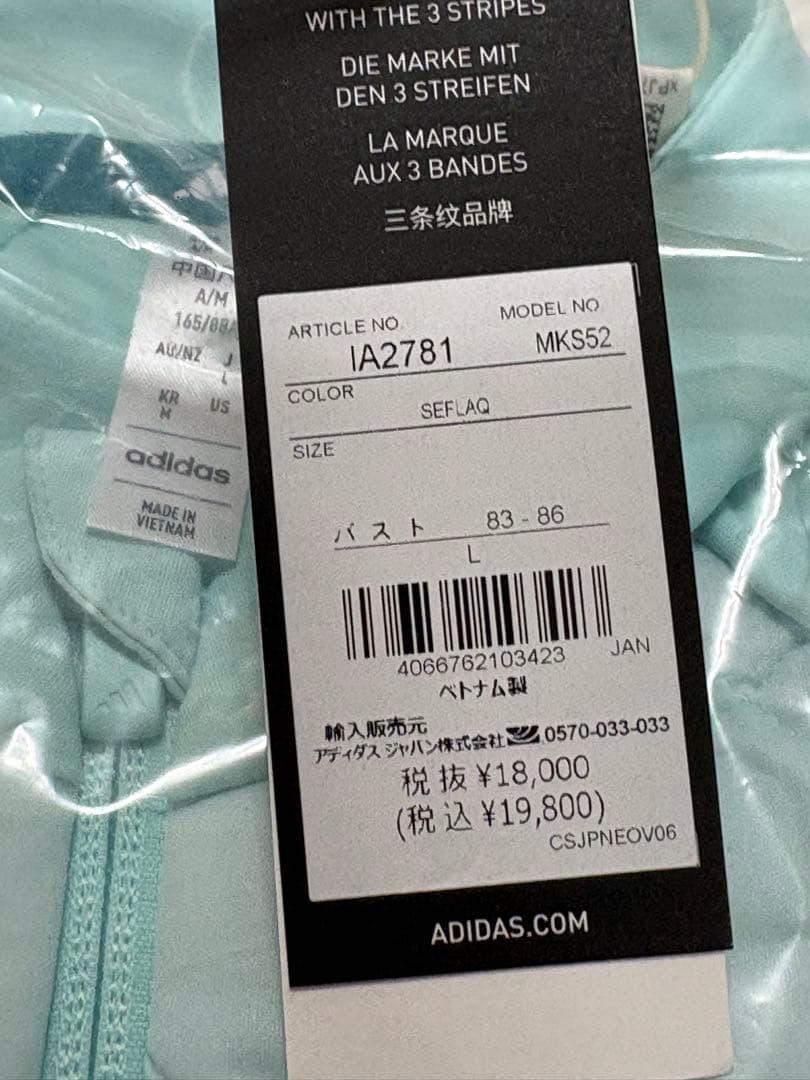 WITH THE 3 STRIPES
DIE MARKE MIT
DEN 3 STREIFEN
LA MARQUE
AUX 3 BANDES
三条纹品牌
ARTICLE NO.
IA2781
MODEL NO
MKS52
COLOR
SEFLAQ
SIZE
バスト 83 - 86
L
4066762103423
JAN
ベトナム製
輸入販売元
アディダス ジャパン株式会社 0570-033-033
税抜 ¥18,000
(税込 ¥19,800)
CSJPNEOV06
ADIDAS.COM
中国
A/M
165/88
AU/NZ J
L
KR US
M
adidas
MADE IN
VIETNAM